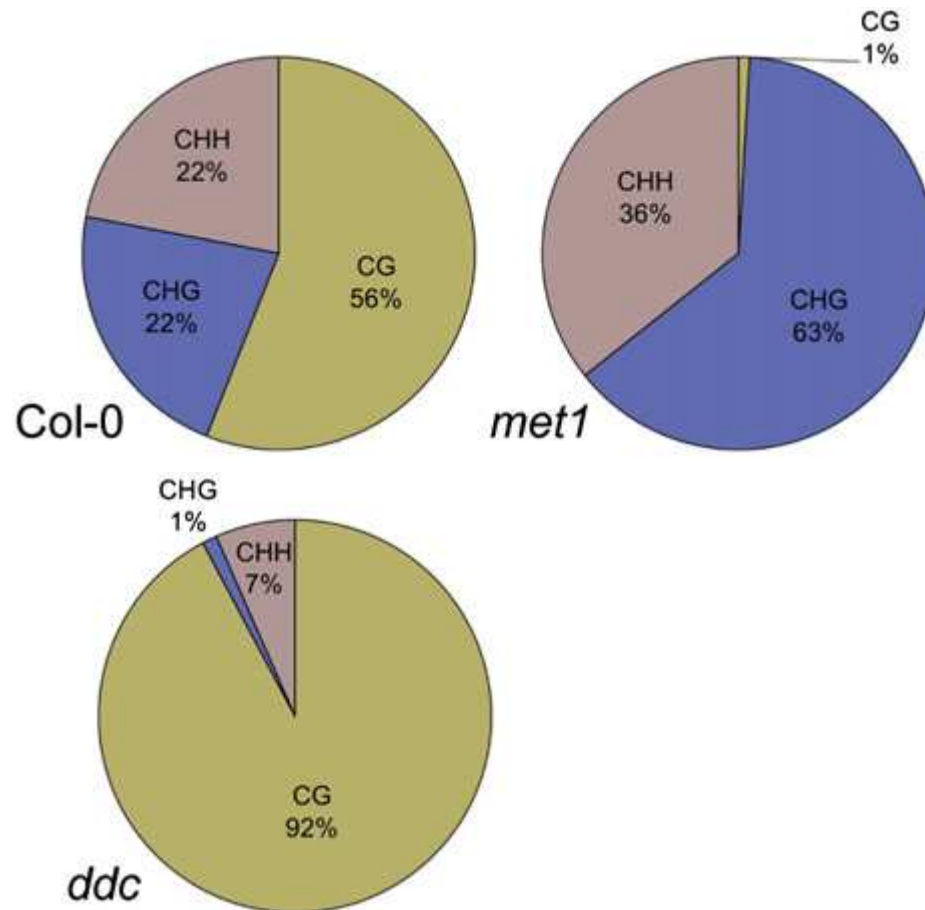 CHH
22%
CHG
22%
CG
56%
Col-0
CG
1%
CHH
36%
CHG
63%
met1
CHG
1%
CHH
7%
CG
92%
ddc